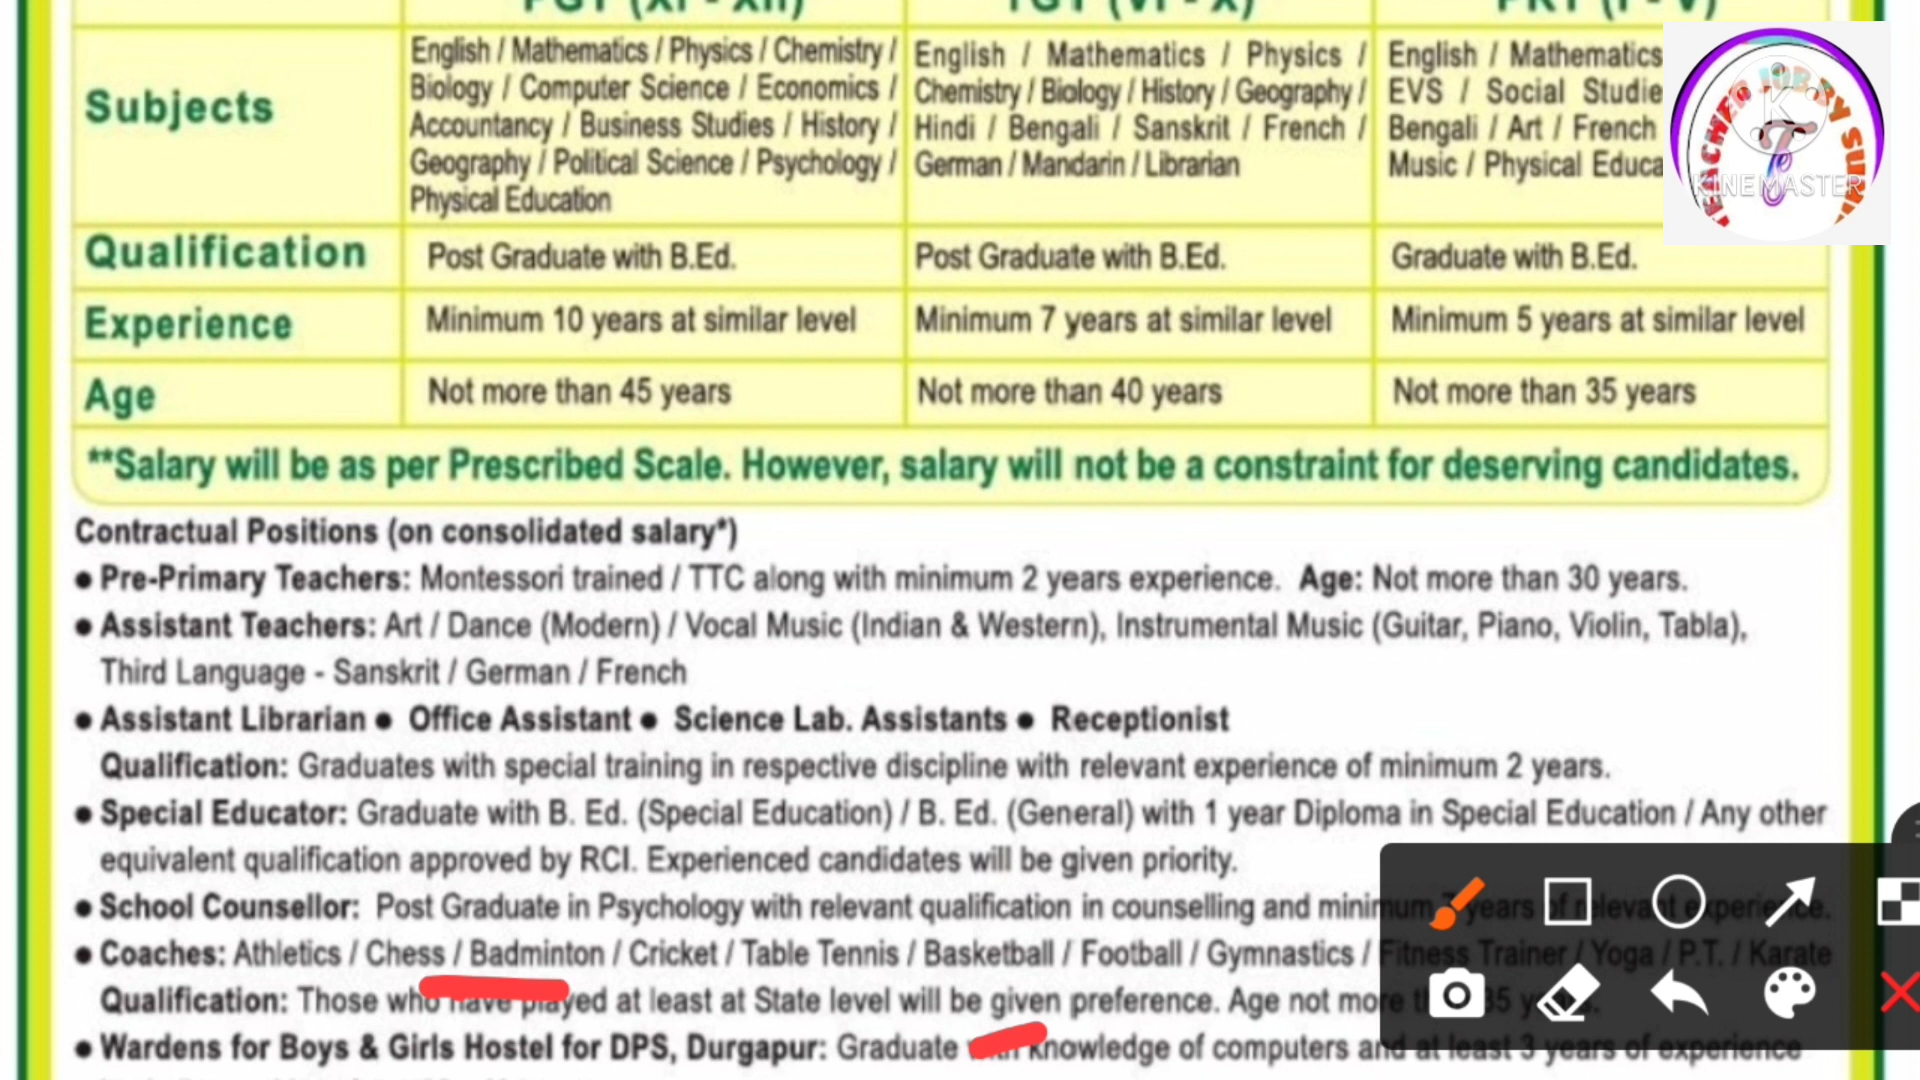 PGT (XI - XII) TGT (VI - X) PRT (I - V)
Subjects
English / Mathematics / Physics / Chemistry /
Biology / Computer Science / Economics /
Accountancy / Business Studies / History /
Geography / Political Science / Psychology /
Physical Education
English / Mathematics / Physics /
Chemistry / Biology / History / Geography /
Hindi / Bengali / Sanskrit / French /
German / Mandarin / Librarian
English / Mathematics
EVS / Social Studie
Bengali / Art / French
Music / Physical Educa
KINEMASTER
Qualification Post Graduate with B.Ed. Post Graduate with B.Ed. Graduate with B.Ed.
Experience Minimum 10 years at similar level Minimum 7 years at similar level Minimum 5 years at similar level
Age Not more than 45 years Not more than 40 years Not more than 35 years
**Salary will be as per Prescribed Scale. However, salary will not be a constraint for deserving candidates.
Contractual Positions (on consolidated salary*)
● Pre-Primary Teachers: Montessori trained / TTC along with minimum 2 years experience. Age: Not more than 30 years.
● Assistant Teachers: Art / Dance (Modern) / Vocal Music (Indian & Western), Instrumental Music (Guitar, Piano, Violin, Tabla),
Third Language - Sanskrit / German / French
● Assistant Librarian ● Office Assistant ● Science Lab. Assistants ● Receptionist
Qualification: Graduates with special training in respective discipline with relevant experience of minimum 2 years.
● Special Educator: Graduate with B. Ed. (Special Education) / B. Ed. (General) with 1 year Diploma in Special Education / Any other
equivalent qualification approved by RCI. Experienced candidates will be given priority.
● School Counsellor: Post Graduate in Psychology with relevant qualification in counselling and minimum years of relevant experience.
● Coaches: Athletics / Chess / Badminton / Cricket / Table Tennis / Basketball / Football / Gymnastics / Fitness Trainer / Yoga / P.T. / Karate
Qualification: Those who have played at least at State level will be given preference. Age not more 35
● Wardens for Boys & Girls Hostel for DPS, Durgapur: Graduate knowledge of computers and at least 3 years of experience